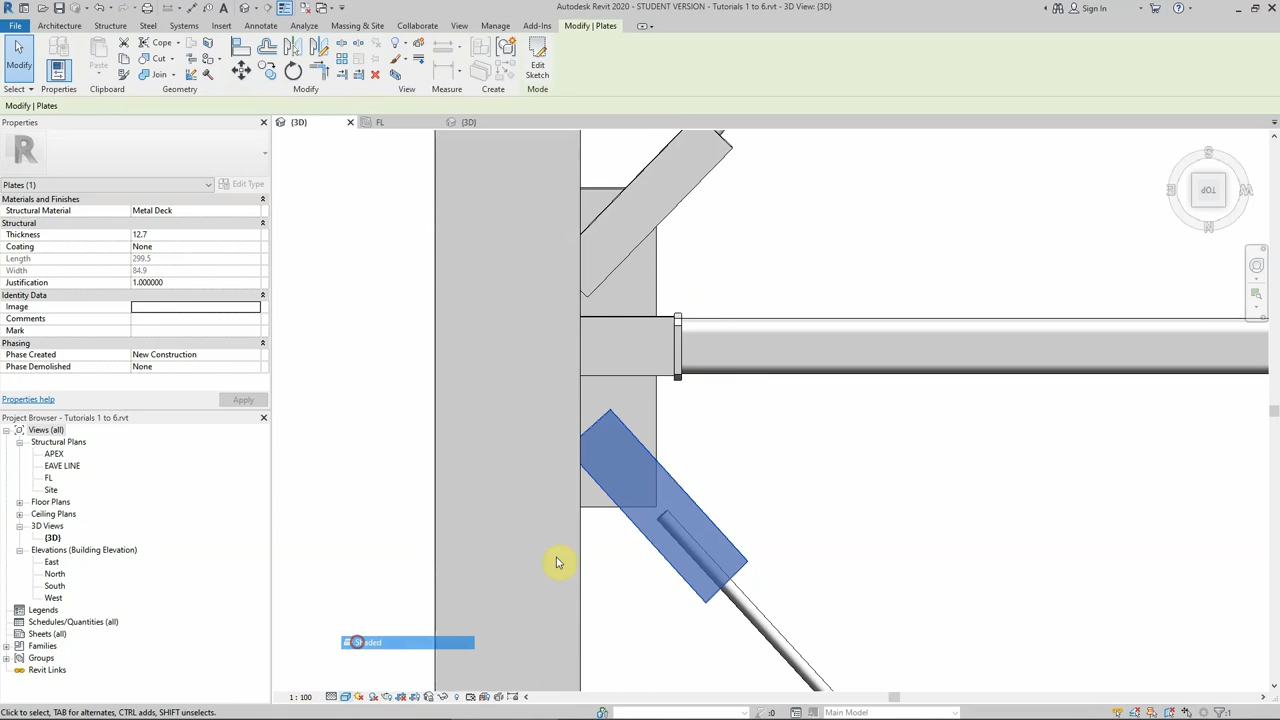 Autodesk Revit 2020 - STUDENT VERSION - Tutorials 1 to 6.rvt - 3D View: {3D}
Sign In
File Architecture Structure Steel Systems Insert Annotate Analyze Massing & Site Collaborate View Manage Add-Ins Modify | Plates
Modify
Paste
Cope
Cut
Join
Edit
Sketch
Select Properties Clipboard Geometry Modify View Measure Create Mode
Modify | Plates
Properties
{3D}
FL
{3D}
R
Plates (1)
Edit Type
Materials and Finishes
Structural Material Metal Deck
Structural
Thickness 12.7
Coating None
Length 299.5
Width 84.9
Justification 1.000000
Identity Data
Image
Comments
Mark
Phasing
Phase Created New Construction
Phase Demolished None
Properties help
Apply
Project Browser - Tutorials 1 to 6.rvt
Views (all)
Structural Plans
APEX
EAVE LINE
FL
Site
Floor Plans
Ceiling Plans
3D Views
{3D}
Elevations (Building Elevation)
East
North
South
West
Legends
Schedules/Quantities (all)
Sheets (all)
Families
Groups
Revit Links
S
E
TOP
W
N
Shaded
1 : 100
Click to select, TAB for alternates, CTRL adds, SHIFT unselects.
:0
Main Model
:1